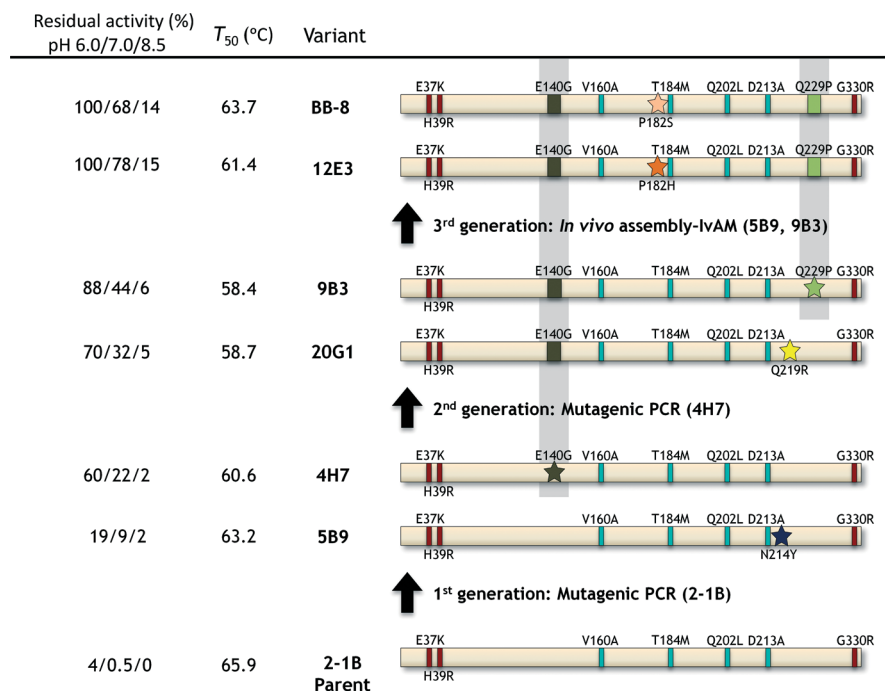 Residual activity (%)
pH 6.0/7.0/8.5
T50 (°C)
Variant
E37K E140G V160A T184M Q202L D213A Q229P G330R
100/68/14 63.7 BB-8
H39R P182S
E37K E140G V160A T184M Q202L D213A Q229P G330R
100/78/15 61.4 12E3
H39R P182H
3rd generation: In vivo assembly-IvAM (5B9, 9B3)
E37K E140G V160A T184M Q202L D213A Q229P G330R
88/44/6 58.4 9B3
H39R
E37K E140G V160A T184M Q202L D213A G330R
70/32/5 58.7 20G1
H39R Q219R
2nd generation: Mutagenic PCR (4H7)
E37K E140G V160A T184M Q202L D213A G330R
60/22/2 60.6 4H7
H39R
E37K V160A T184M Q202L D213A G330R
19/9/2 63.2 5B9
H39R N214Y
1st generation: Mutagenic PCR (2-1B)
E37K V160A T184M Q202L D213A G330R
4/0.5/0 65.9 2-1B
Parent
H39R